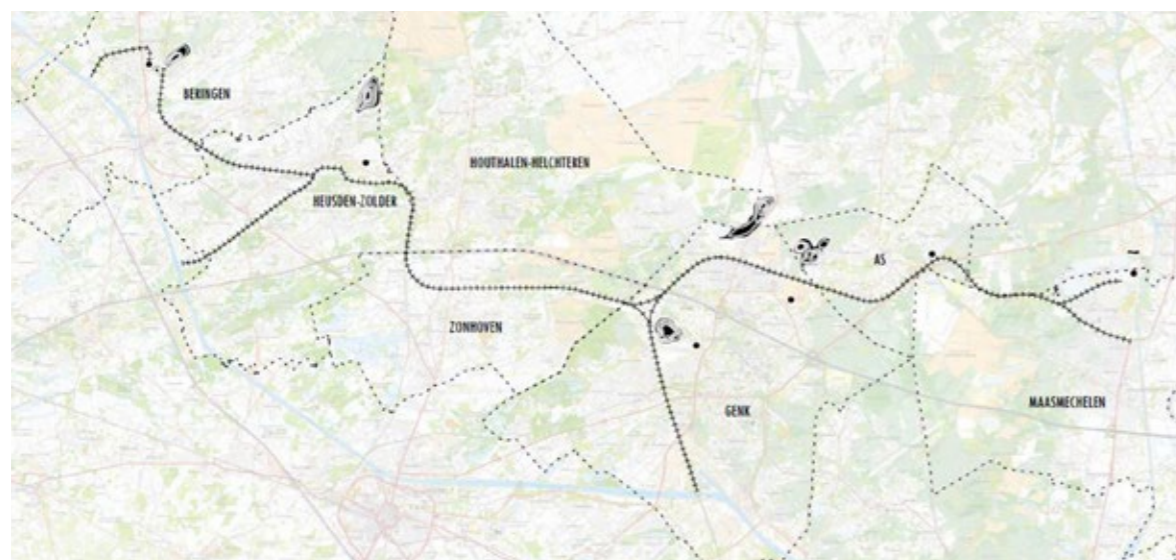 BERINGEN
HOUTHALEN-HELCHTEREN
HEUSDEN-ZOLDER
AS
ZONHOVEN
MAASMECHELEN
GENK